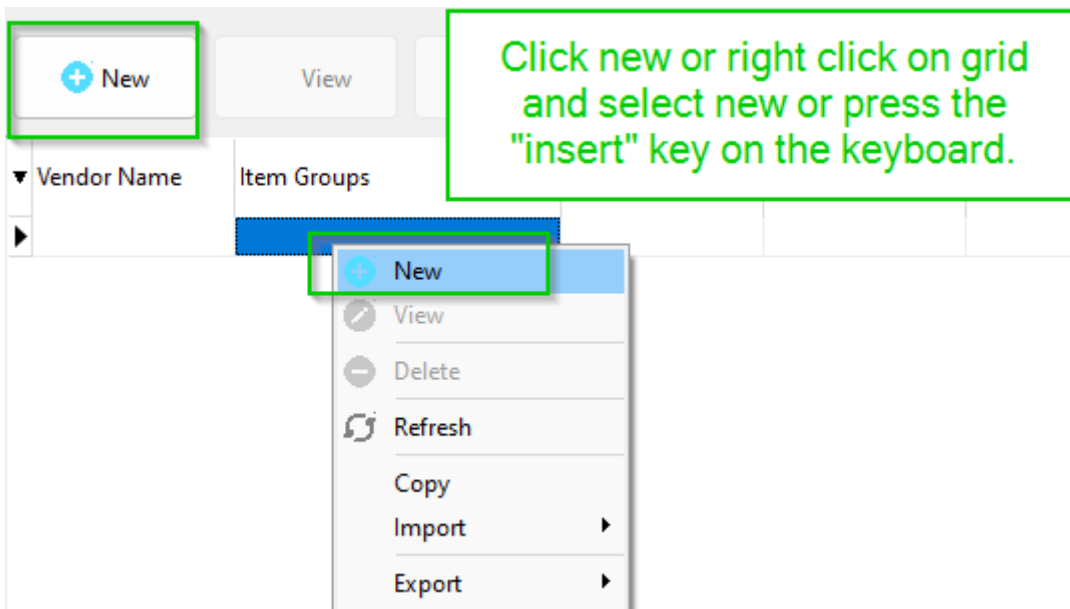 New
View
Click new or right click on grid
and select new or press the
"insert" key on the keyboard.
Vendor Name
Item Groups
New
View
Delete
Refresh
Copy
Import
Export